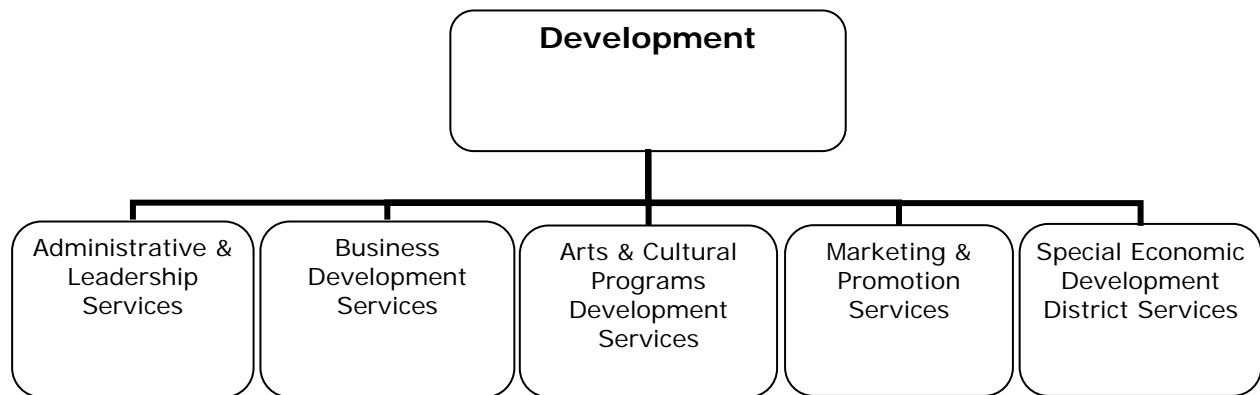 Development
Administrative &
Leadership
Services
Business
Development
Services
Arts & Cultural
Programs
Development
Services
Marketing &
Promotion
Services
Special Economic
Development
District Services